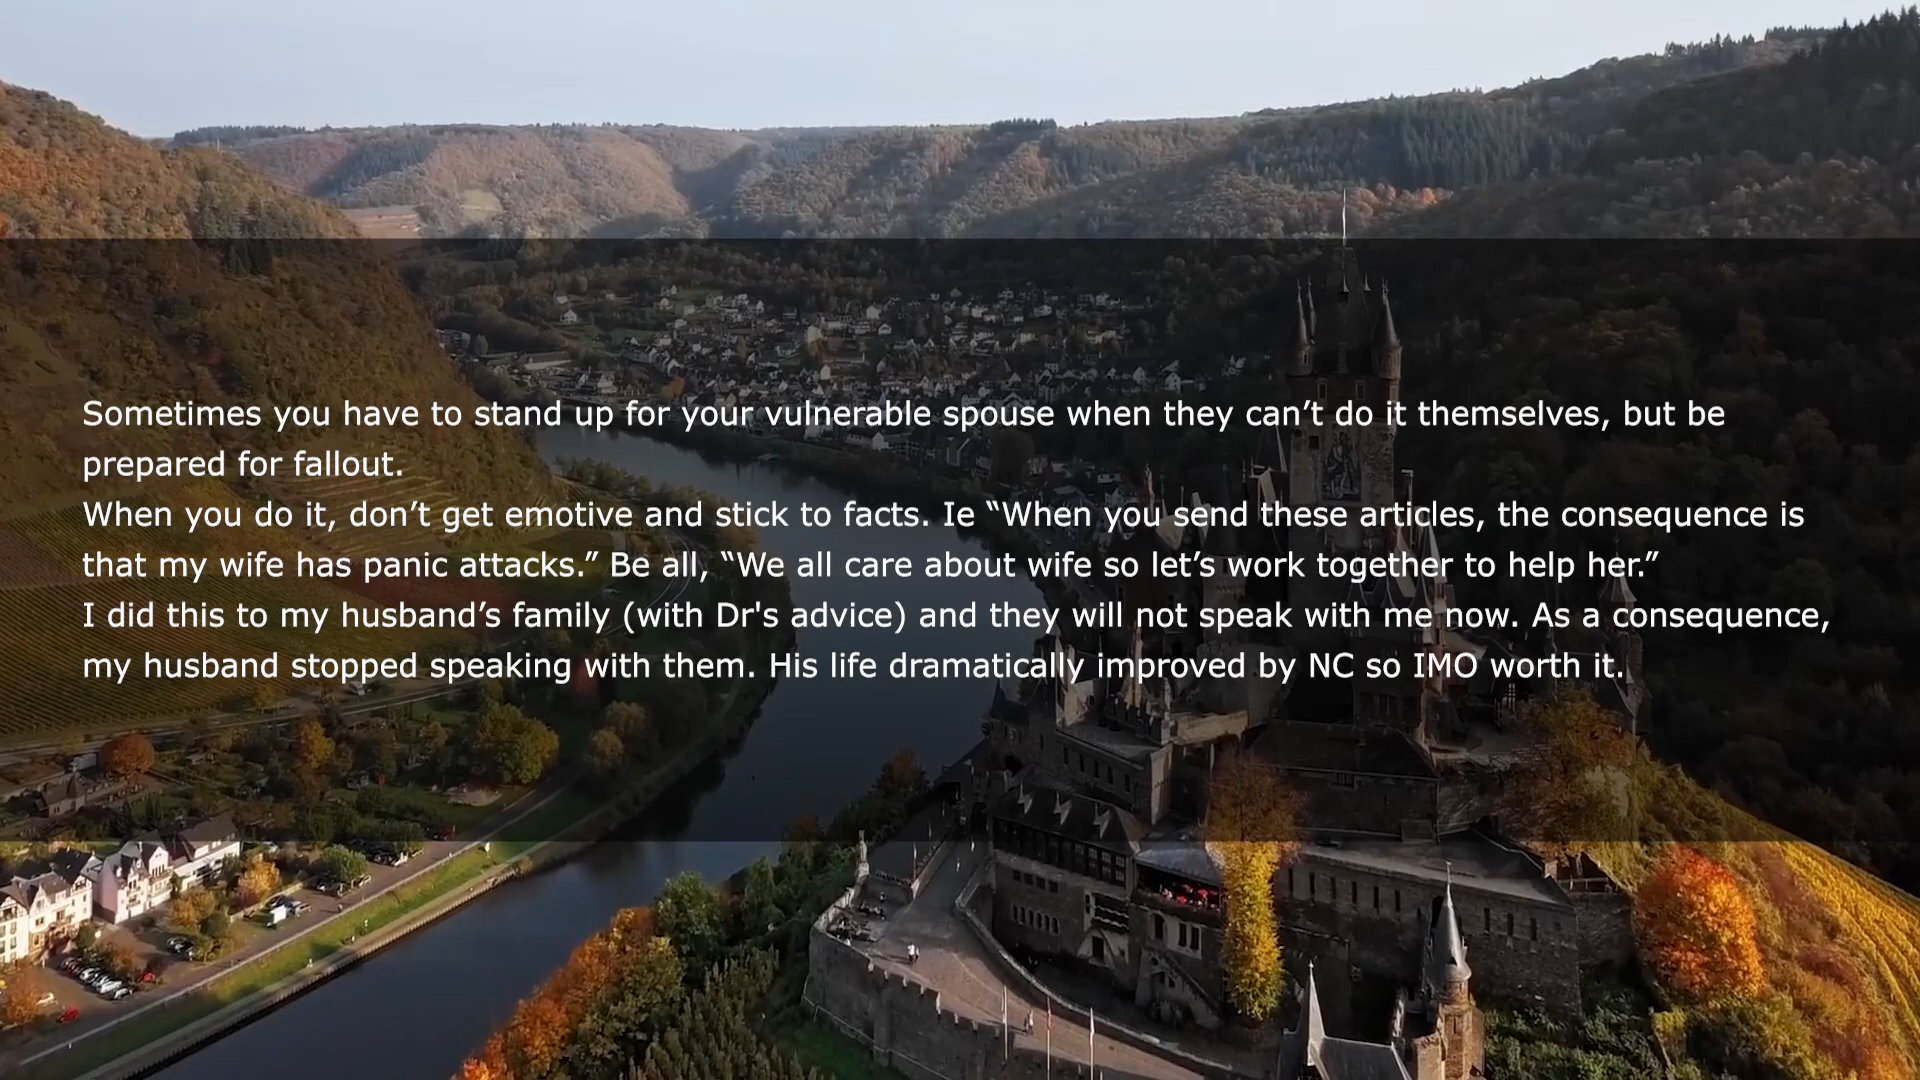 Sometimes you have to stand up for your vulnerable spouse when they can’t do it themselves, but be
prepared for fallout.
When you do it, don’t get emotive and stick to facts. Ie “When you send these articles, the consequence is
that my wife has panic attacks.” Be all, “We all care about wife so let’s work together to help her.”
I did this to my husband’s family (with Dr's advice) and they will not speak with me now. As a consequence,
my husband stopped speaking with them. His life dramatically improved by NC so IMO worth it.